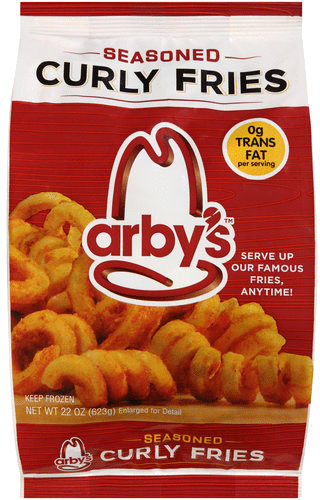 SEASONED
CURLY FRIES
0g
TRANS
FAT
per serving
arby's™
SERVE UP
OUR FAMOUS
FRIES,
ANYTIME!
KEEP FROZEN
NET WT 22 OZ (623g) Enlarged for Detail
arby's
SEASONED
CURLY FRIES